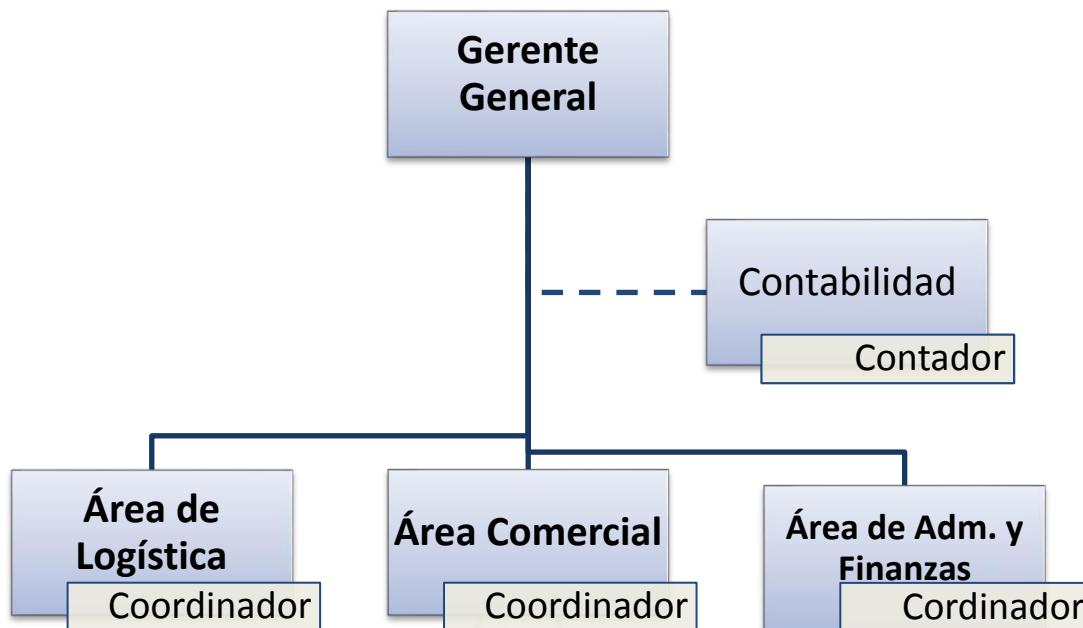 Gerente
General
Contabilidad
Contador
Área de
Logística
Coordinador
Área Comercial
Coordinador
Área de Adm. y
Finanzas
Cordinador